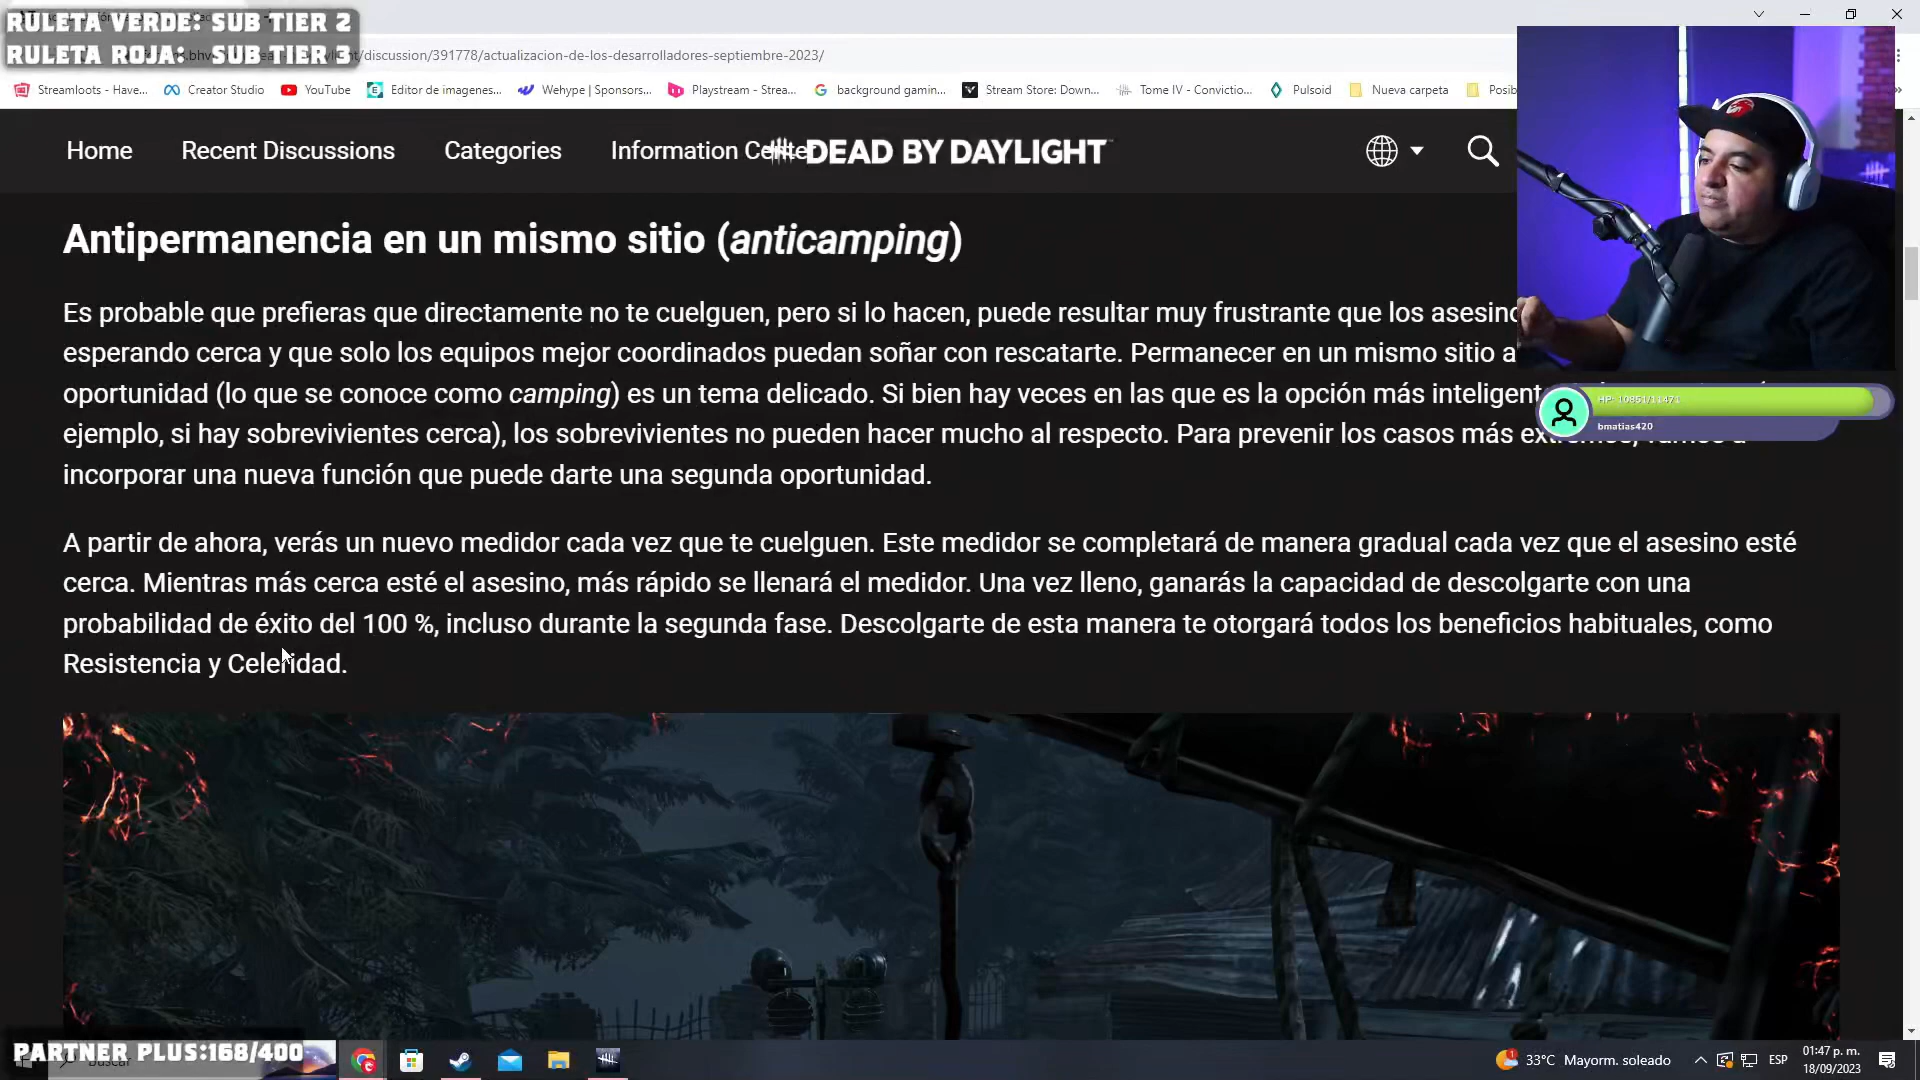 RULETA VERDE: SUB TIER 2
RULETA ROJA: SUB TIER 3
/discussion/391778/actualizacion-de-los-desarrolladores-septiembre-2023/
Streamloots - Have... Creator Studio YouTube Editor de imagenes... Wehype | Sponsors... Playstream - Strea... background gamin... Stream Store: Down... Tome IV - Convictio... Pulsoid Nueva carpeta Posib
Home Recent Discussions Categories Information Center DEAD BY DAYLIGHT
Antipermanencia en un mismo sitio (anticamping)
Es probable que prefieras que directamente no te cuelguen, pero si lo hacen, puede resultar muy frustrante que los asesino
esperando cerca y que solo los equipos mejor coordinados puedan soñar con rescatarte. Permanecer en un mismo sitio a
oportunidad (lo que se conoce como camping) es un tema delicado. Si bien hay veces en las que es la opción más inteligente
ejemplo, si hay sobrevivientes cerca), los sobrevivientes no pueden hacer mucho al respecto. Para prevenir los casos más extremos, vamos a
incorporar una nueva función que puede darte una segunda oportunidad.
HP: 10851/11471
bmatias420
A partir de ahora, verás un nuevo medidor cada vez que te cuelguen. Este medidor se completará de manera gradual cada vez que el asesino esté
cerca. Mientras más cerca esté el asesino, más rápido se llenará el medidor. Una vez lleno, ganarás la capacidad de descolgarte con una
probabilidad de éxito del 100 %, incluso durante la segunda fase. Descolgarte de esta manera te otorgará todos los beneficios habituales, como
Resistencia y Celeridad.
PARTNER PLUS:168/400
Buscar
33°C Mayorm. soleado
ESP
01:47 p. m.
18/09/2023